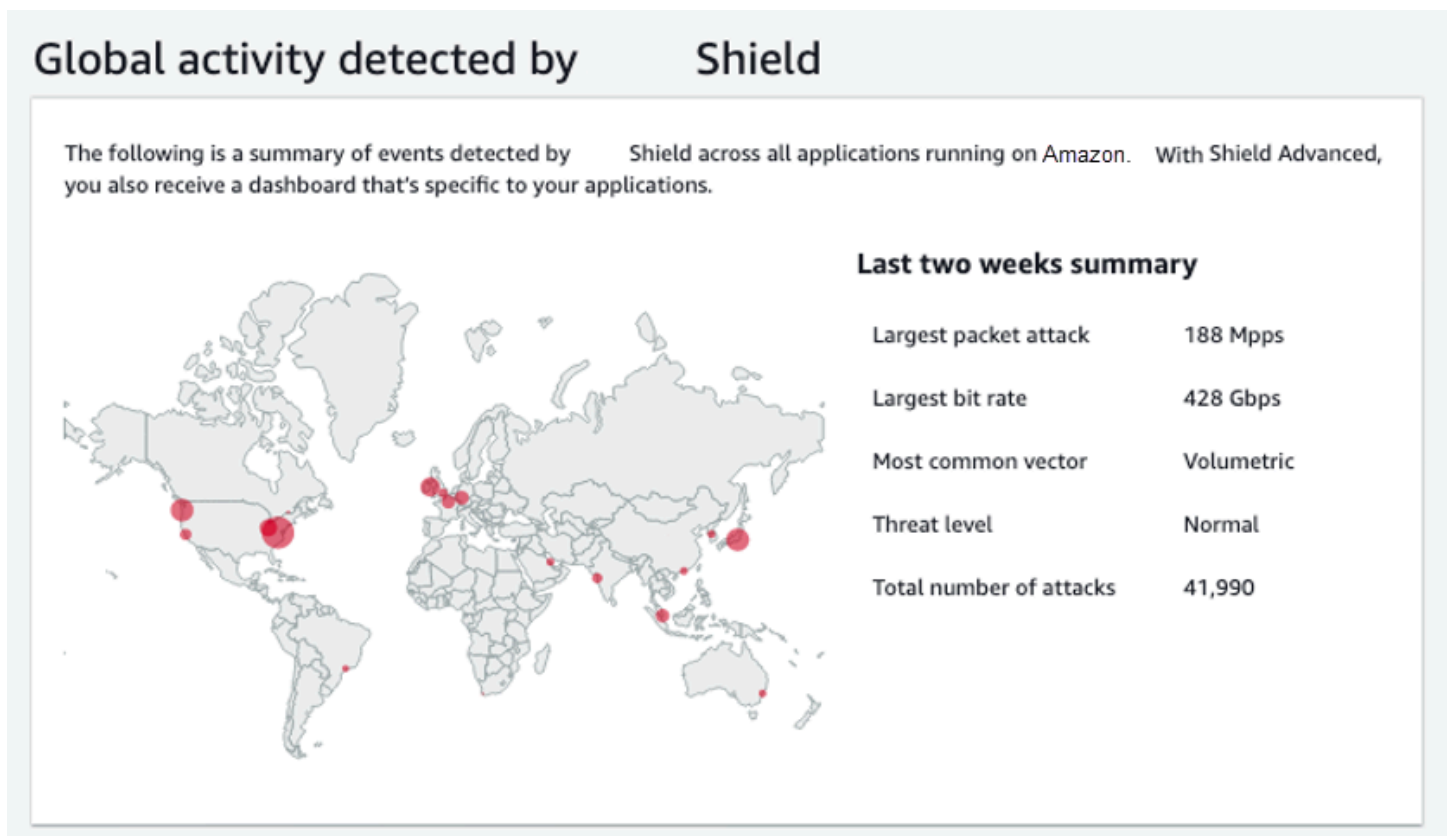 Global activity detected by Shield
The following is a summary of events detected by Shield across all applications running on Amazon. With Shield Advanced,
you also receive a dashboard that's specific to your applications.
Last two weeks summary
Largest packet attack 188 Mpps
Largest bit rate 428 Gbps
Most common vector Volumetric
Threat level Normal
Total number of attacks 41,990